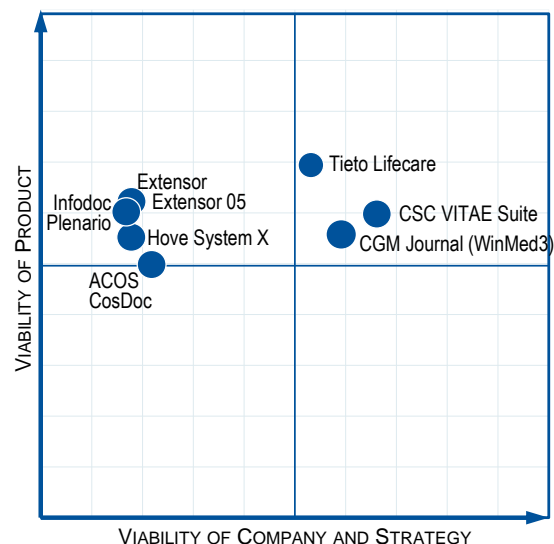 VIABILITY OF PRODUCT
Tieto Lifecare
Extensor
Extensor 05
Infodoc
Plenario
CSC VITAE Suite
Hove System X
CGM Journal (WinMed3)
ACOS
CosDoc
VIABILITY OF COMPANY AND STRATEGY